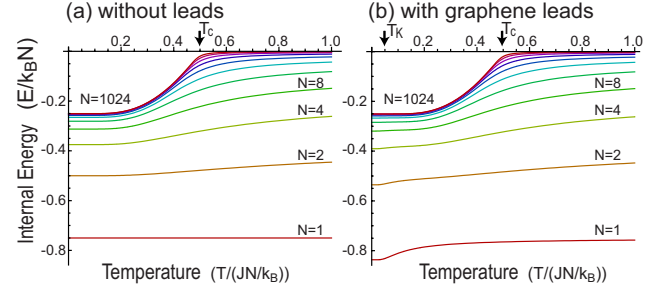 (a) without leads
(b) with graphene leads
Tc
TK
Tc
0
0.2
0.4
0.6
0.8
1.0
0
0.2
0.4
0.6
0.8
1.0
Internal Energy (E/kBN)
-0.2
-0.4
-0.6
-0.8
-0.2
-0.4
-0.6
-0.8
N=1024
N=8
N=4
N=2
N=1
N=1024
N=8
N=4
N=2
N=1
Temperature (T/(JN/kB))
Temperature (T/(JN/kB))